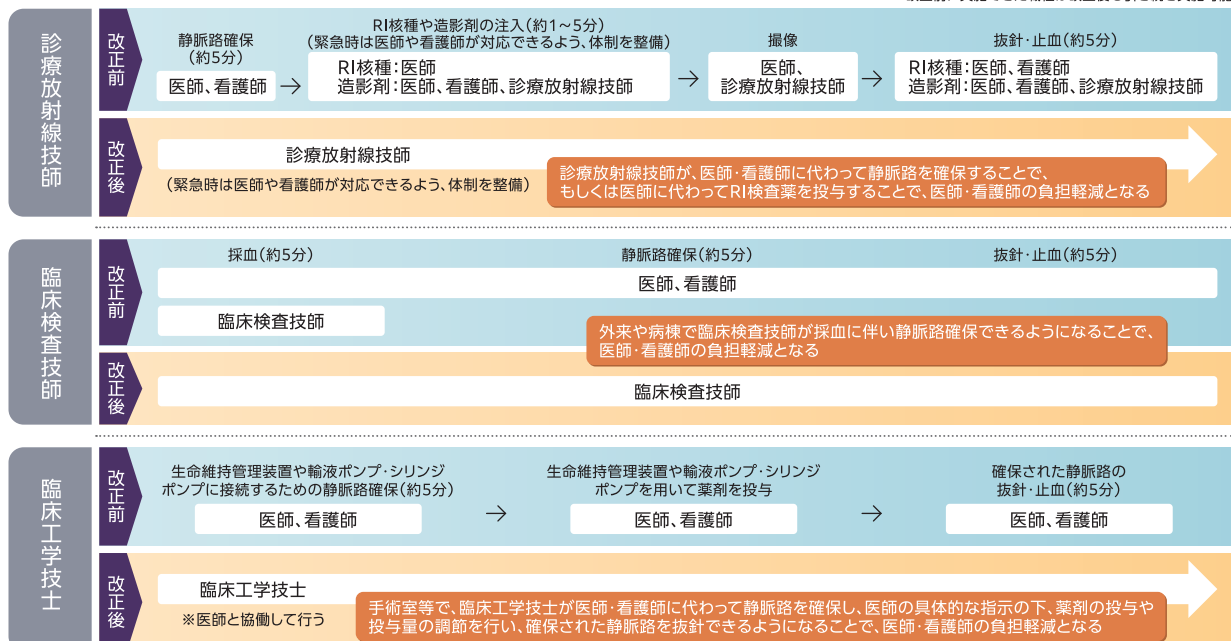 診療放射線技師
改正前
静脈路確保
(約5分)
医師、看護師
→
RI核種や造影剤の注入(約1~5分)
(緊急時は医師や看護師が対応できるよう、体制を整備)
RI核種:医師
造影剤:医師、看護師、診療放射線技師
→
撮像
医師、
診療放射線技師
→
抜針・止血(約5分)
RI核種:医師、看護師
造影剤:医師、看護師、診療放射線技師
改正後
診療放射線技師
(緊急時は医師や看護師が対応できるよう、体制を整備)
診療放射線技師が、医師・看護師に代わって静脈路を確保することで、
もしくは医師に代わってRI検査薬を投与することで、医師・看護師の負担軽減となる
臨床検査技師
改正前
採血(約5分)
静脈路確保(約5分)
抜針・止血(約5分)
医師、看護師
臨床検査技師
外来や病棟で臨床検査技師が採血に伴い静脈路確保できるようになることで、
医師・看護師の負担軽減となる
改正後
臨床検査技師
臨床工学技士
改正前
生命維持管理装置や輸液ポンプ・シリンジ
ポンプに接続するための静脈路確保(約5分)
医師、看護師
→
生命維持管理装置や輸液ポンプ・シリンジ
ポンプを用いて薬剤を投与
医師、看護師
→
確保された静脈路の
抜針・止血(約5分)
医師、看護師
改正後
臨床工学技士
※医師と協働して行う
手術室等で、臨床工学技士が医師・看護師に代わって静脈路を確保し、医師の具体的な指示の下、薬剤の投与や
投与量の調節を行い、確保された静脈路を抜針できるようになることで、医師・看護師の負担軽減となる